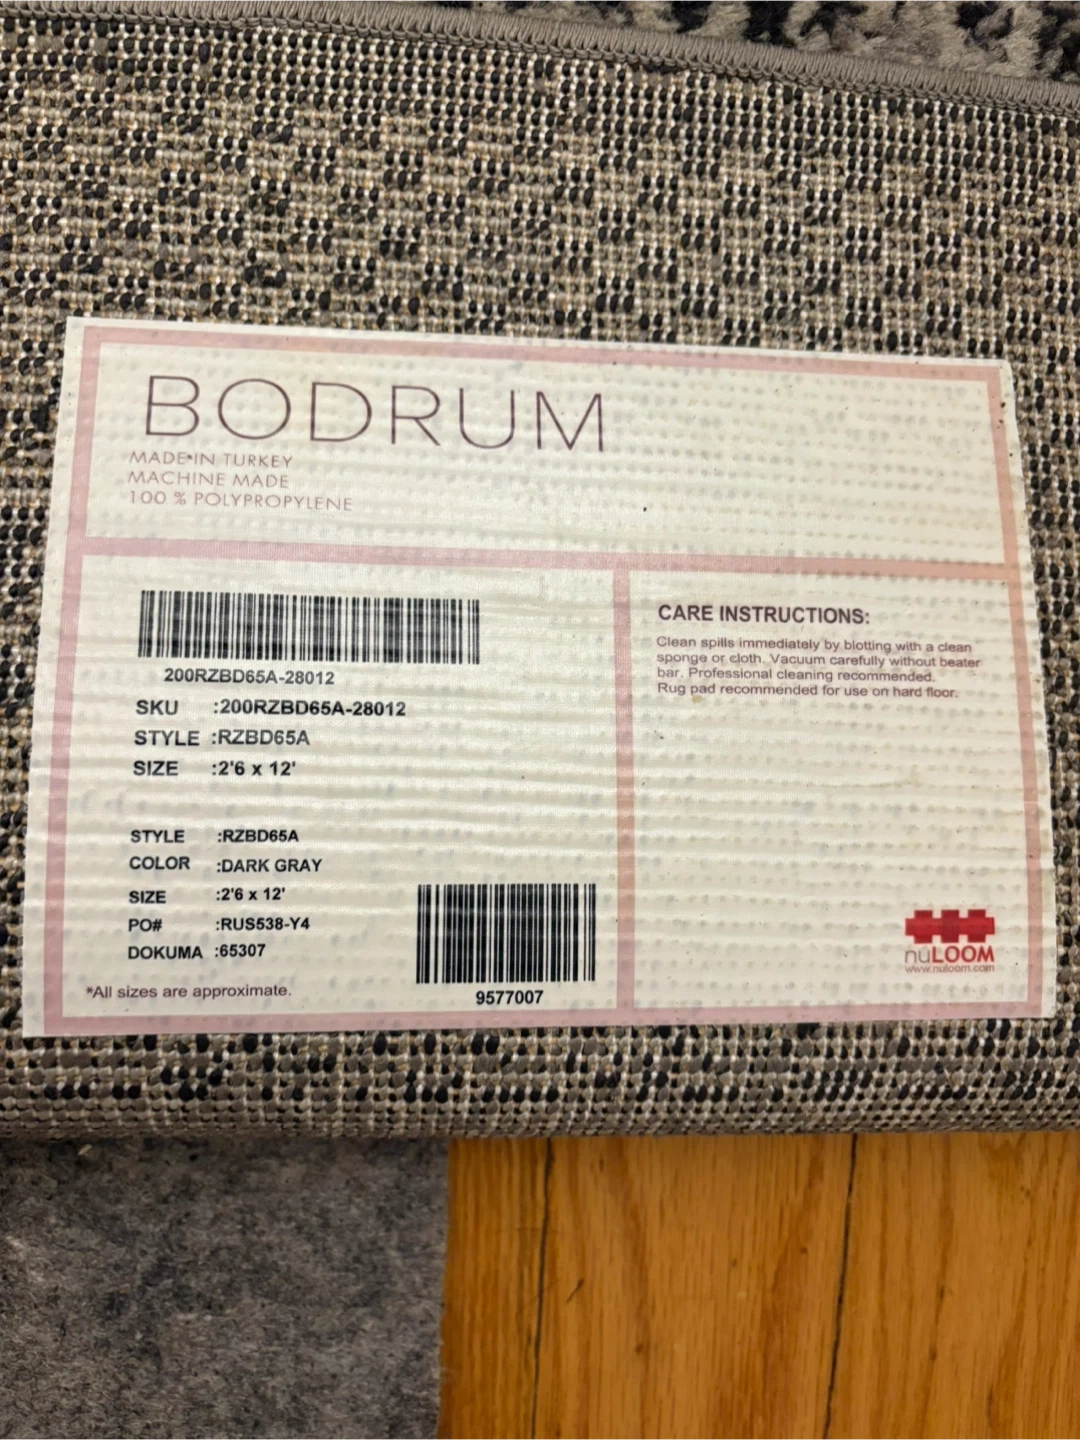 BODRUM
MADE IN TURKEY
MACHINE MADE
100 % POLYPROPYLENE
200RZBD65A-28012
SKU :200RZBD65A-28012
STYLE :RZBD65A
SIZE :2'6 x 12'
STYLE :RZBD65A
COLOR :DARK GRAY
SIZE :2'6 x 12'
PO# :RUS538-Y4
DOKUMA :65307
*All sizes are approximate.
9577007
CARE INSTRUCTIONS:
Clean spills immediately by blotting with a clean
sponge or cloth. Vacuum carefully without beater
bar. Professional cleaning recommended.
Rug pad recommended for use on hard floor.
nuLOOM
www.nuloom.com